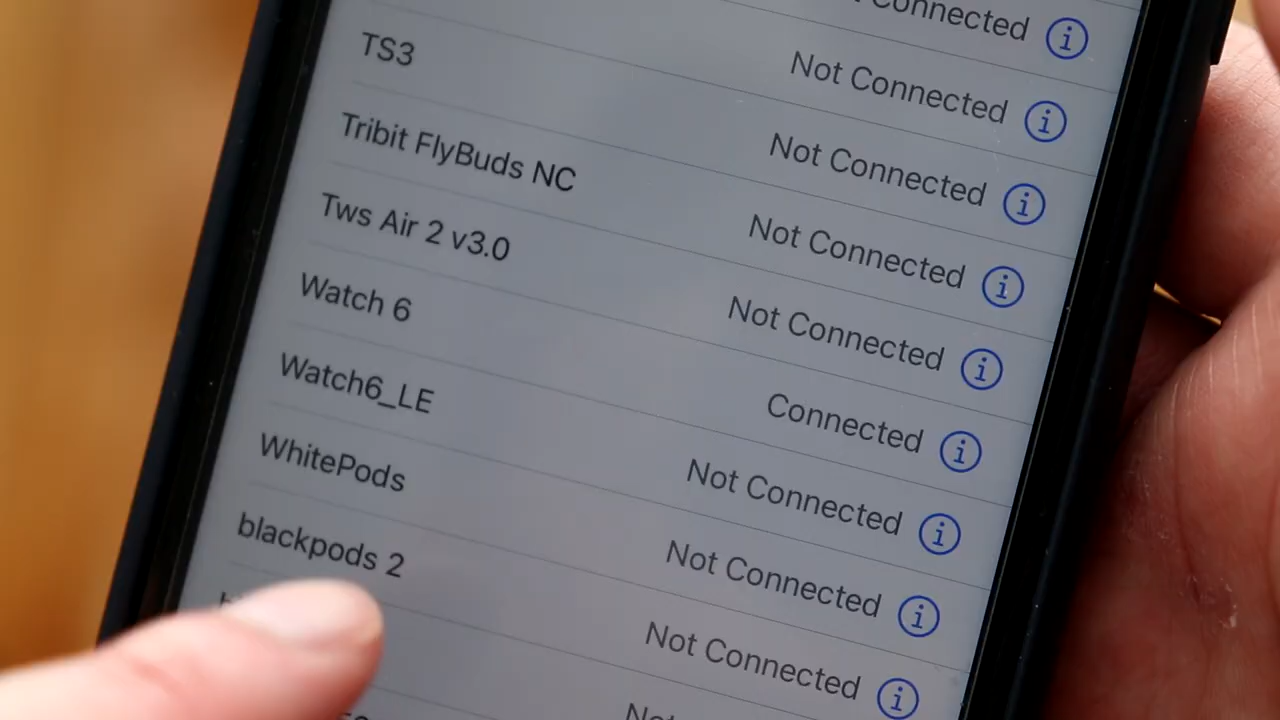 Connected
Not Connected
TS3 Not Connected
Tribit FlyBuds NC Not Connected
Tws Air 2 v3.0 Not Connected
Watch 6 Connected
Watch6_LE Not Connected
WhitePods Not Connected
blackpods 2 Not Connected